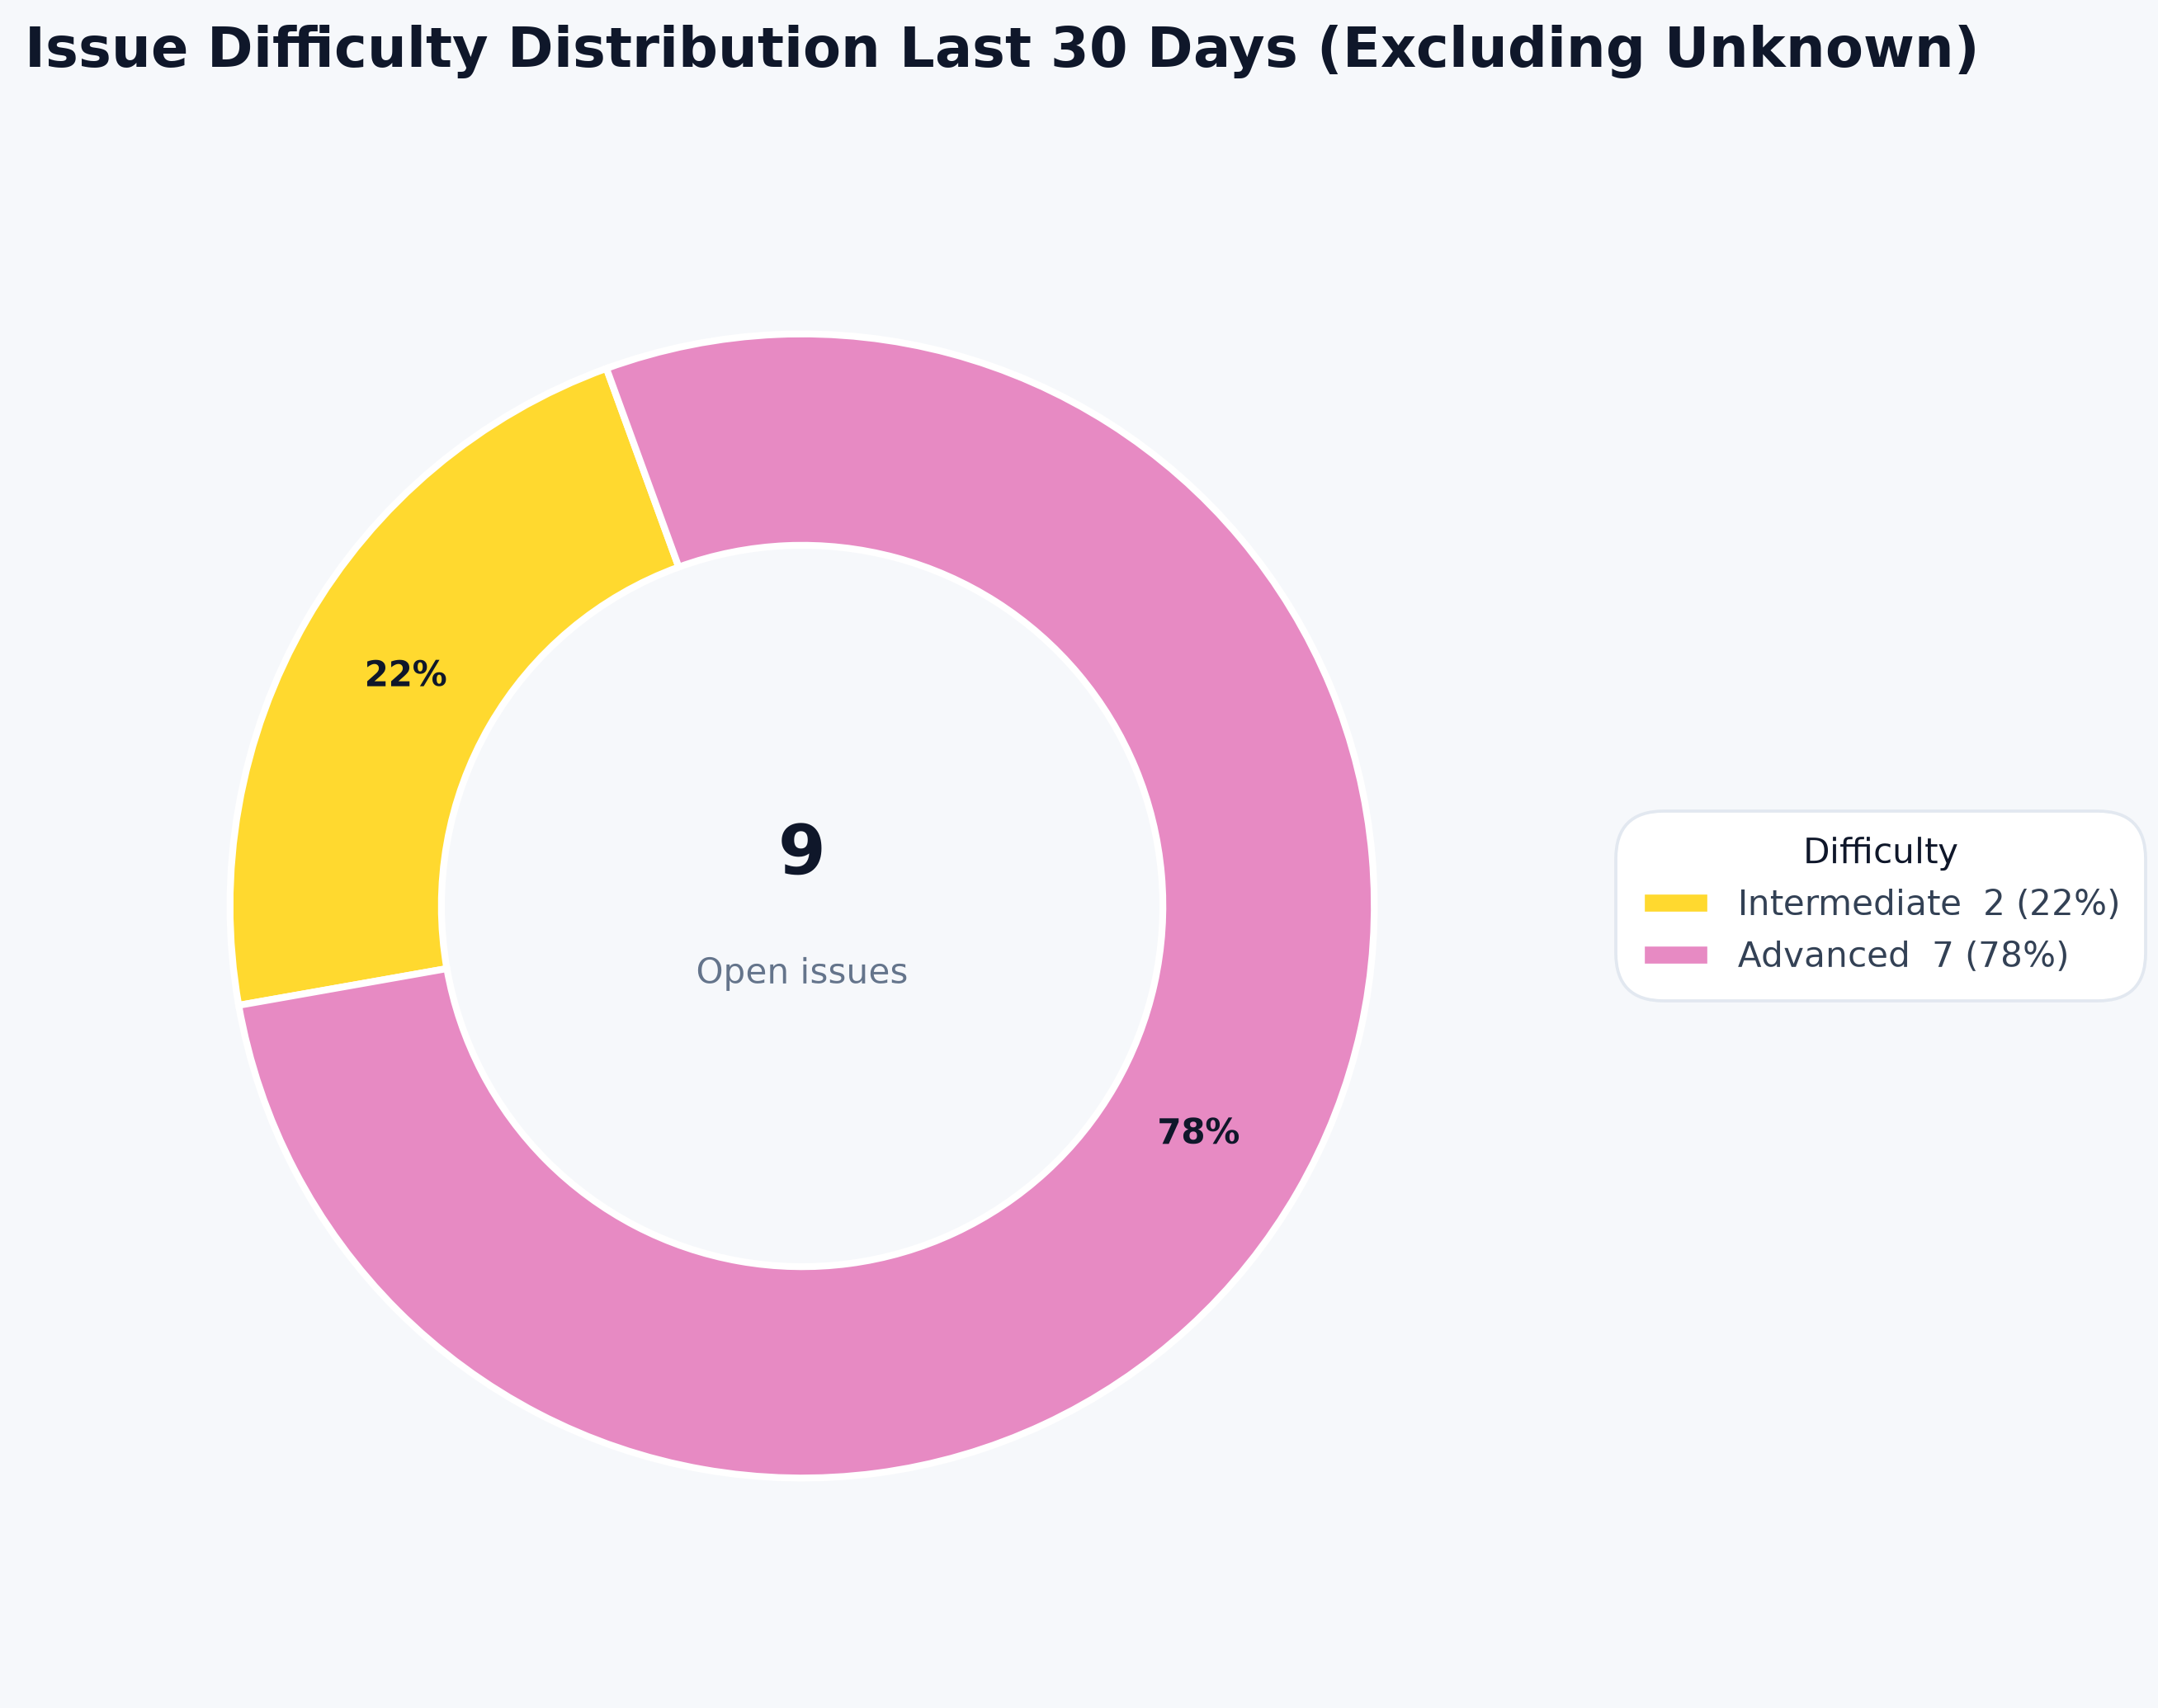 Issue Difficulty Distribution Last 30 Days (Excluding Unknown)
22%
9
Open issues
78%
Difficulty
Intermediate  2 (22%)
Advanced  7 (78%)